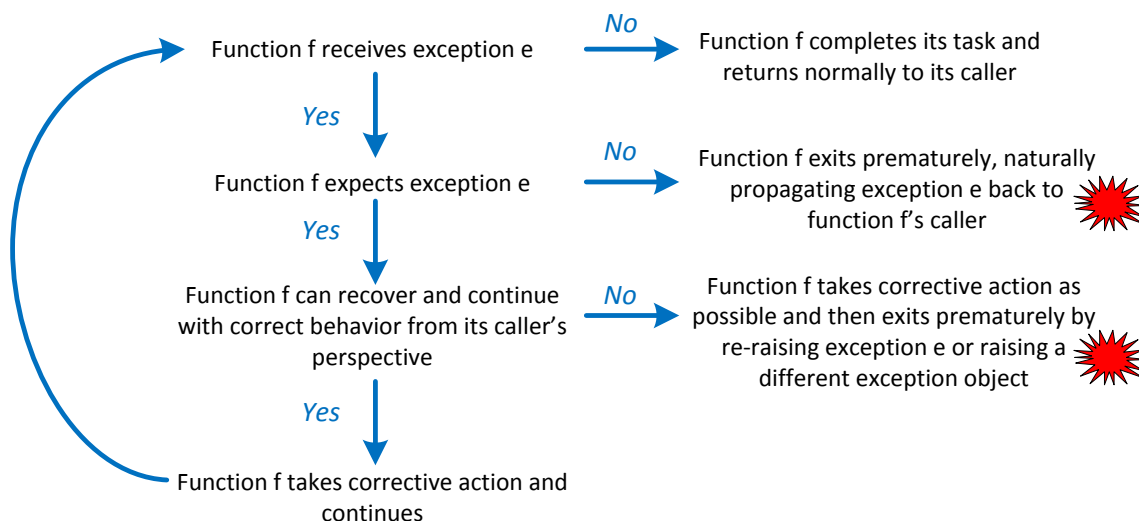 Function f receives exception e
No
Function f completes its task and
returns normally to its caller
Yes
Function f expects exception e
No
Function f exits prematurely, naturally
propagating exception e back to
function f’s caller
Yes
Function f can recover and continue
with correct behavior from its caller’s
perspective
No
Function f takes corrective action as
possible and then exits prematurely by
re-raising exception e or raising a
different exception object
Yes
Function f takes corrective action and
continues